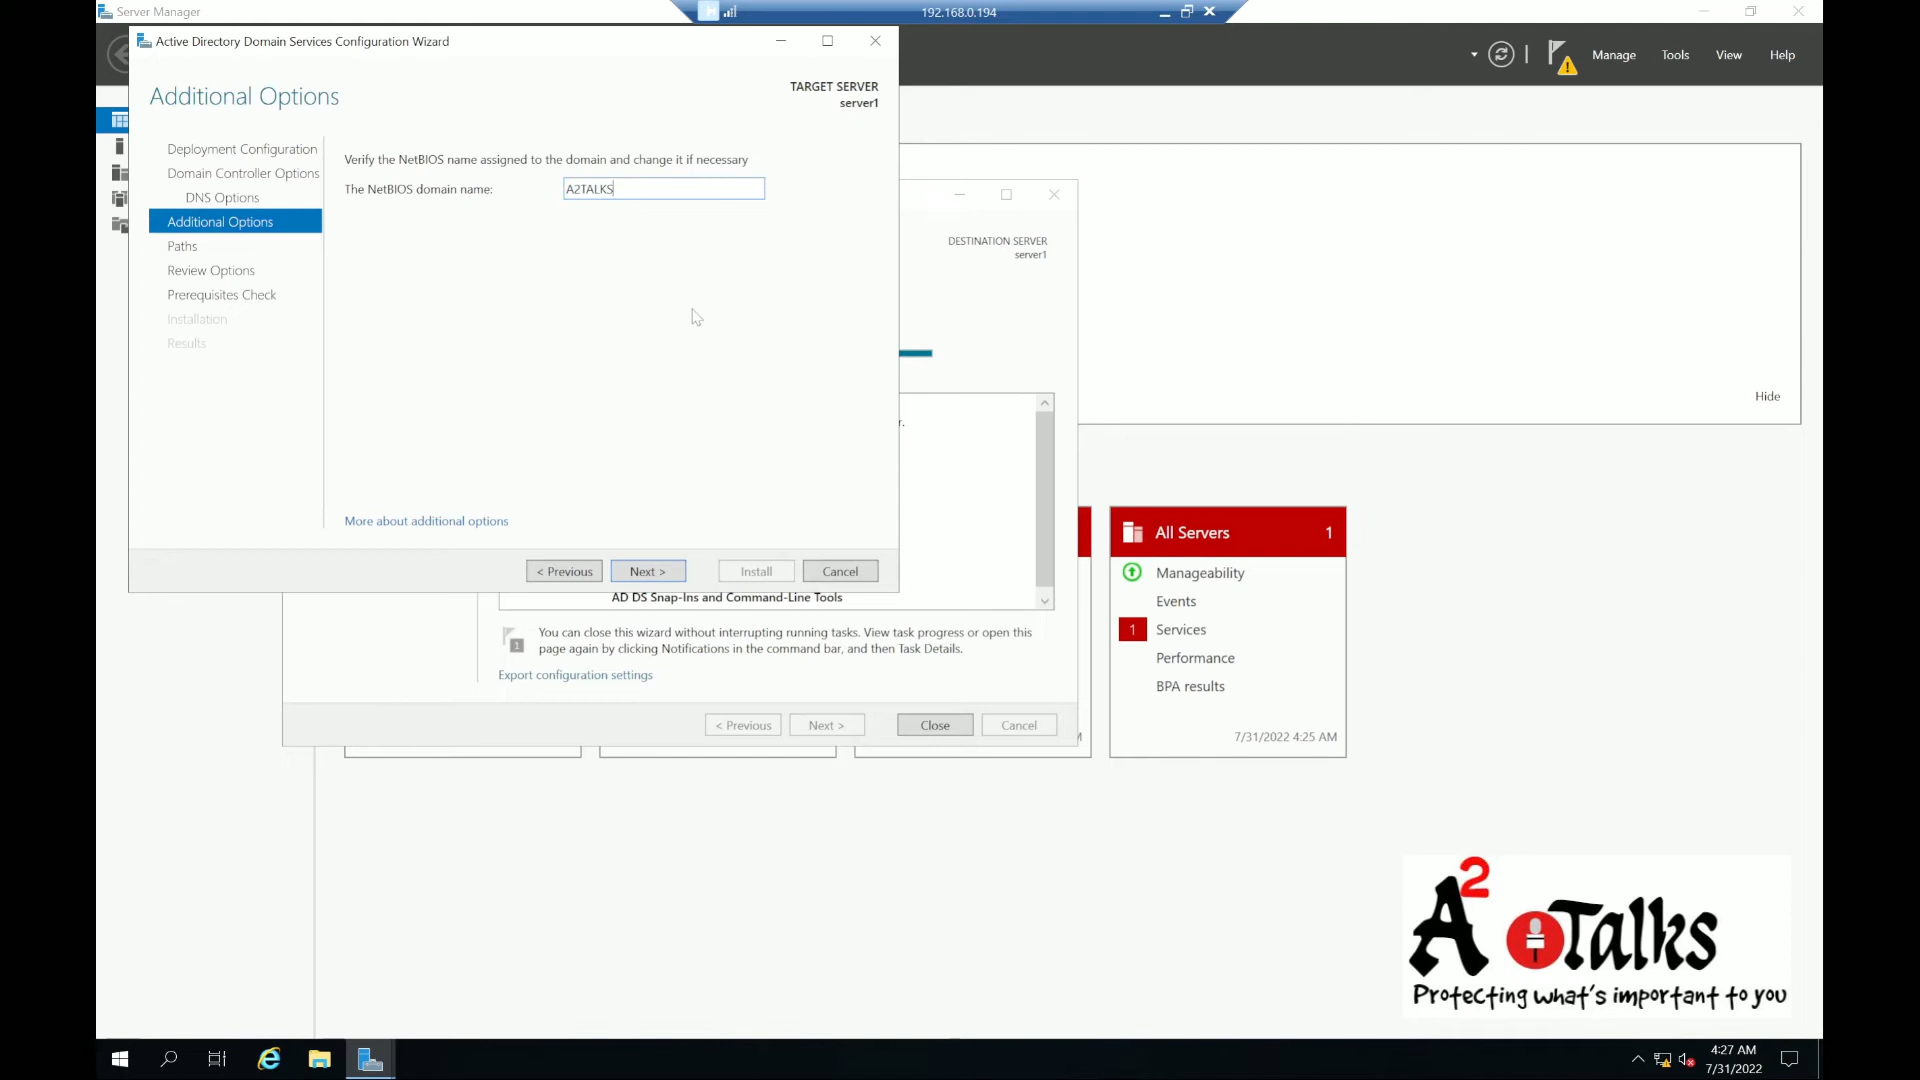 Server Manager
192.168.0.194
Active Directory Domain Services Configuration Wizard
Manage
Tools
View
Help
Additional Options
TARGET SERVER
server1
Deployment Configuration
Domain Controller Options
DNS Options
Additional Options
Paths
Review Options
Prerequisites Check
Installation
Results
Verify the NetBIOS name assigned to the domain and change it if necessary
The NetBIOS domain name:
A2TALKS
More about additional options
< Previous
Next >
Install
Cancel
DESTINATION SERVER
server1
r.
AD DS Snap-Ins and Command-Line Tools
1
You can close this wizard without interrupting running tasks. View task progress or open this
page again by clicking Notifications in the command bar, and then Task Details.
Export configuration settings
< Previous
Next >
Close
Cancel
Hide
All Servers
1
Manageability
Events
1
Services
Performance
BPA results
7/31/2022 4:25 AM
A2 Talks
Protecting what's important to you
4:27 AM
7/31/2022